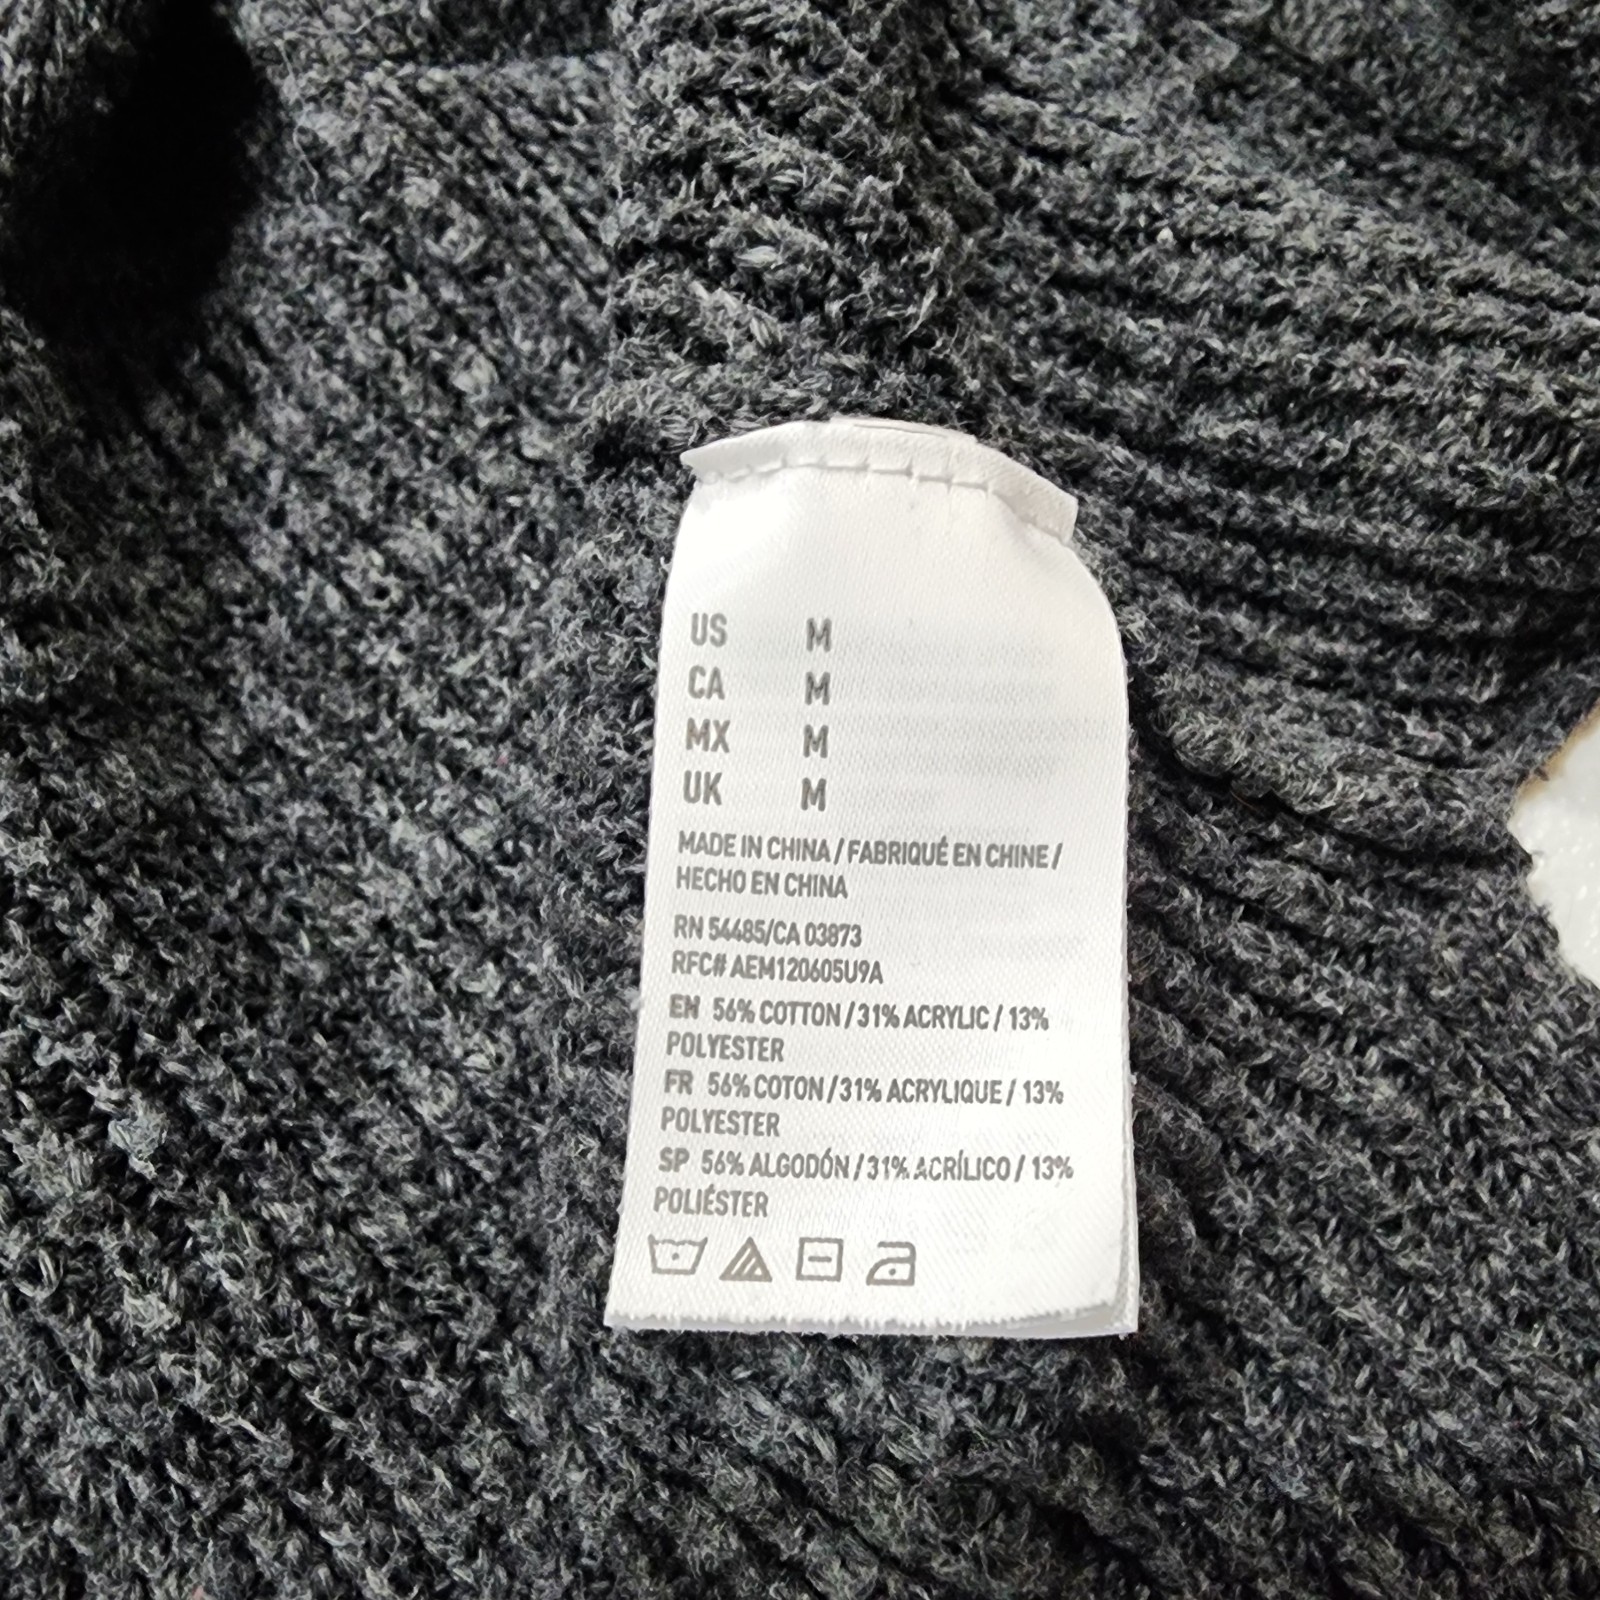 US M
CA M
MX M
UK M
MADE IN CHINA / FABRIQUÉ EN CHINE /
HECHO EN CHINA
RN 54485/CA 03873
RFC# AEM120605U9A
EN 56% COTTON / 31% ACRYLIC / 13%
POLYESTER
FR 56% COTON / 31% ACRYLIQUE / 13%
POLYESTER
SP 56% ALGODÓN / 31% ACRÍLICO / 13%
POLIÉSTER